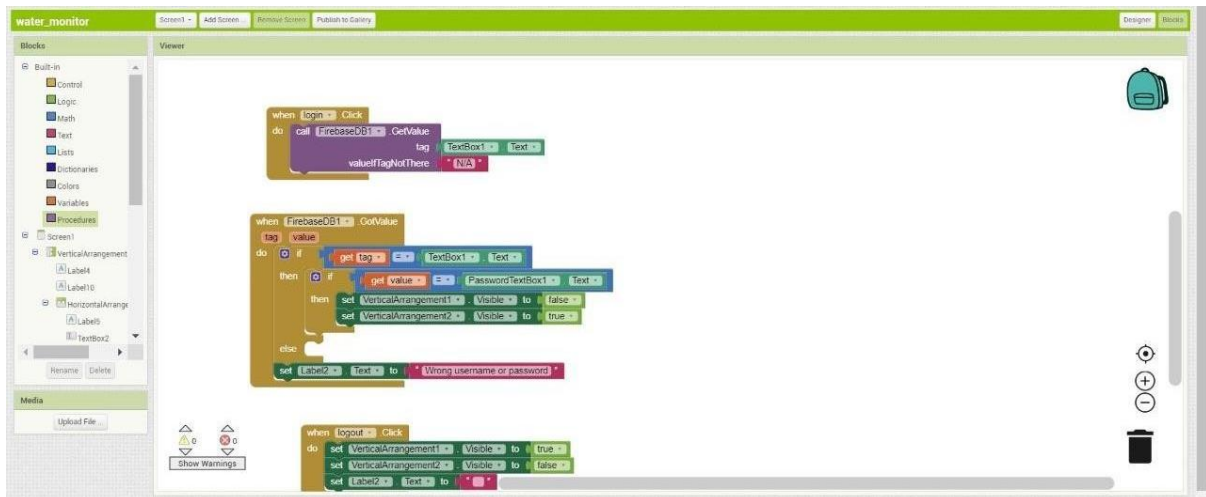 water_monitor Screen1 Add Screen ... Remove Screen Publish to Gallery Designer Blocks
Blocks
Viewer
Built-in
Control
Logic
Math
Text
Lists
Dictionaries
Colors
Variables
Procedures
Screen1
VerticalArrangement
Label4
Label10
HorizontalArrange
Label5
TextBox2
Rename Delete
Media
Upload File ...
when login . Click
do call FirebaseDB1 .GetValue
tag TextBox1 . Text
valueIfTagNotThere " N/A "
when FirebaseDB1 .GotValue
tag value
do if get tag = TextBox1 . Text
then if get value = PasswordTextBox1 . Text
then set VerticalArrangement1 . Visible to false
set VerticalArrangement2 . Visible to true
else
set Label2 . Text to " Wrong username or password "
when logout .Click
do set VerticalArrangement1 . Visible to true
set VerticalArrangement2 . Visible to false
set Label2 . Text to " "
0 0
Show Warnings